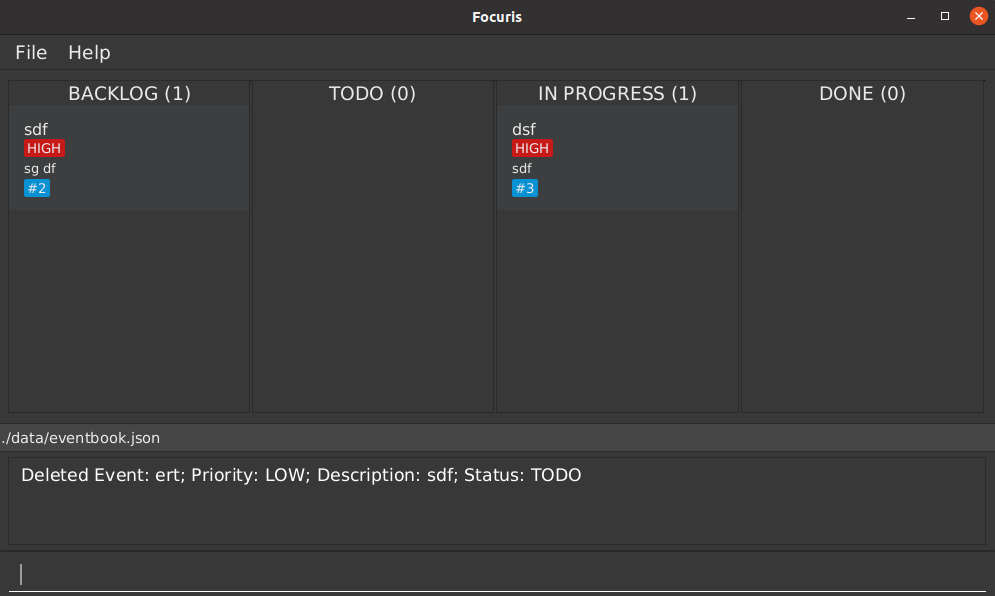 Focuris
File Help
BACKLOG (1)
sdf
HIGH
sg df
#2
TODO (0)
IN PROGRESS (1)
dsf
HIGH
sdf
#3
DONE (0)
./data/eventbook.json
Deleted Event: ert; Priority: LOW; Description: sdf; Status: TODO